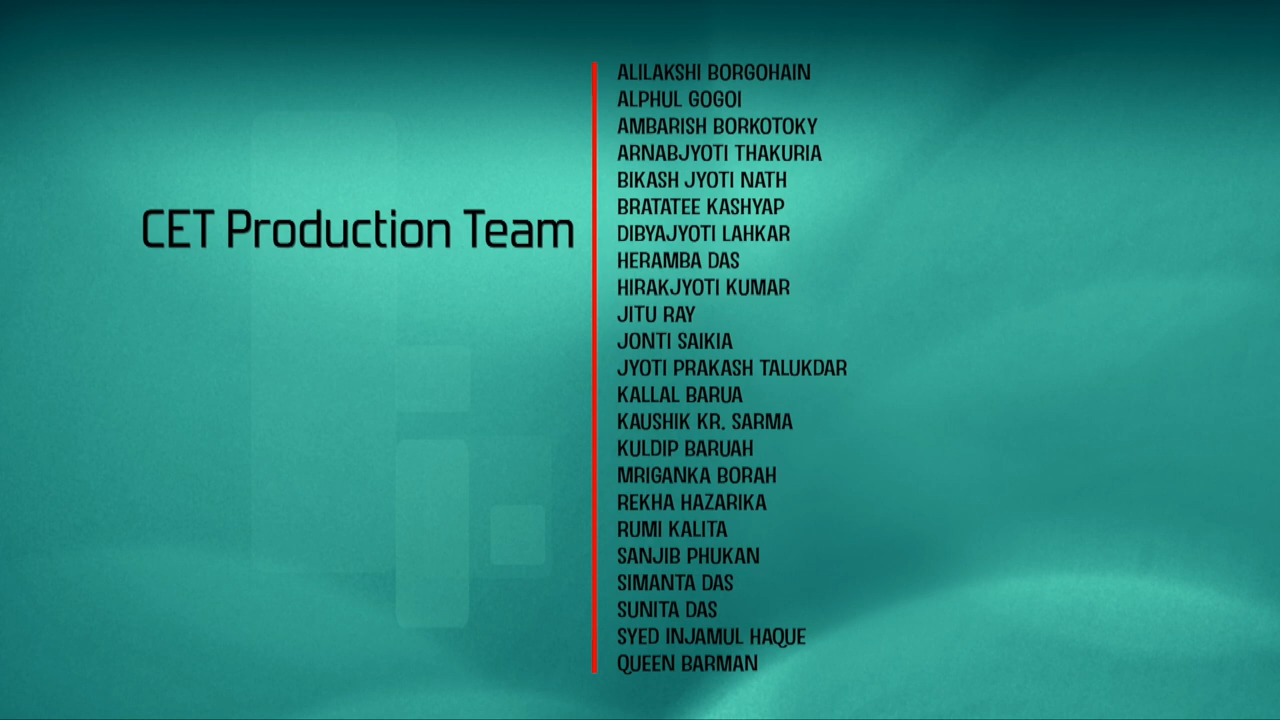 CET Production Team
ALILAKSHI BORGOHAIN
ALPHUL GOGOI
AMBARISH BORKOTOKY
ARNABJYOTI THAKURIA
BIKASH JYOTI NATH
BRATATEE KASHYAP
DIBYAJYOTI LAHKAR
HERAMBA DAS
HIRAKJYOTI KUMAR
JITU RAY
JONTI SAIKIA
JYOTI PRAKASH TALUKDAR
KALLAL BARUA
KAUSHIK KR. SARMA
KULDIP BARUAH
MRIGANKA BORAH
REKHA HAZARIKA
RUMI KALITA
SANJIB PHUKAN
SIMANTA DAS
SUNITA DAS
SYED INJAMUL HAQUE
QUEEN BARMAN